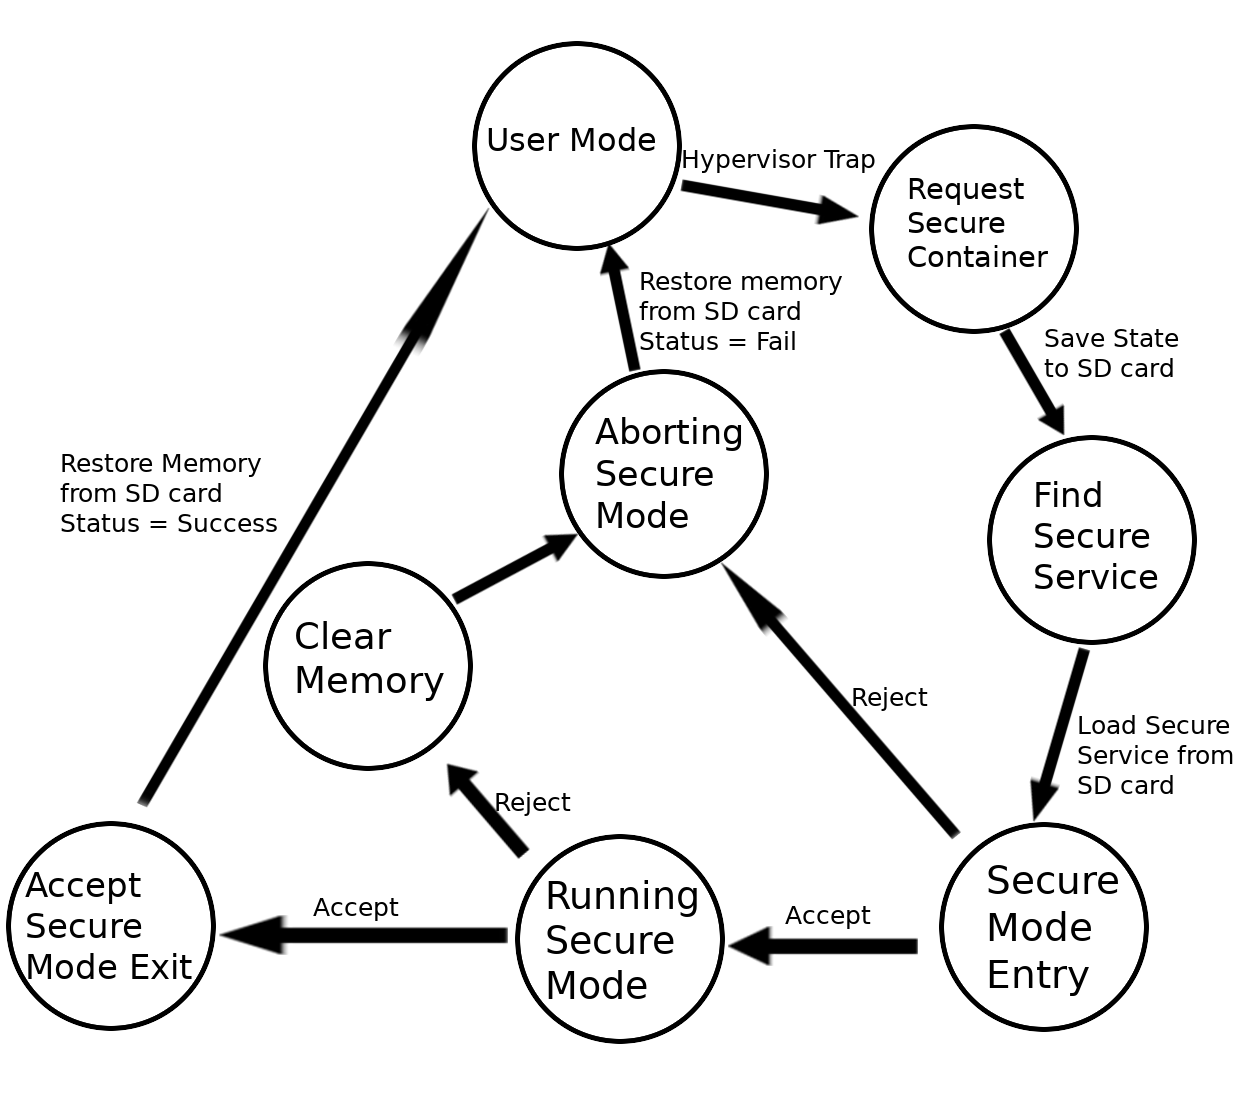 User Mode
Hypervisor Trap
Request
Secure
Container
Restore memory
from SD card
Status = Fail
Save State
to SD card
Aborting
Secure
Mode
Find
Secure
Service
Restore Memory
from SD card
Status = Success
Clear
Memory
Reject
Load Secure
Service from
SD card
Reject
Accept
Secure
Mode Exit
Accept
Running
Secure
Mode
Accept
Secure
Mode
Entry